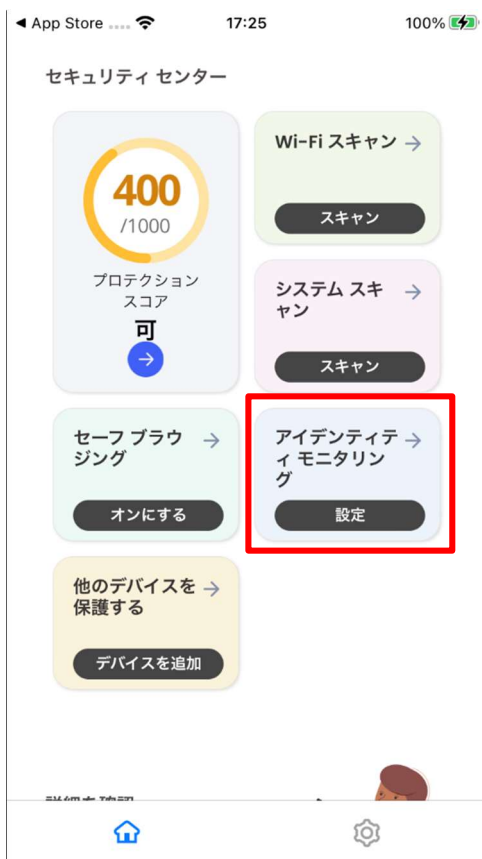 ◀ App Store
17:25
100%
セキュリティ センター
400
/1000
プロテクション
スコア
可
Wi-Fi スキャン
スキャン
システム スキ
ャン
スキャン
セーフ ブラウ
ジング
オンにする
アイデンティテ
ィ モニタリン
グ
設定
他のデバイスを
保護する
デバイスを追加